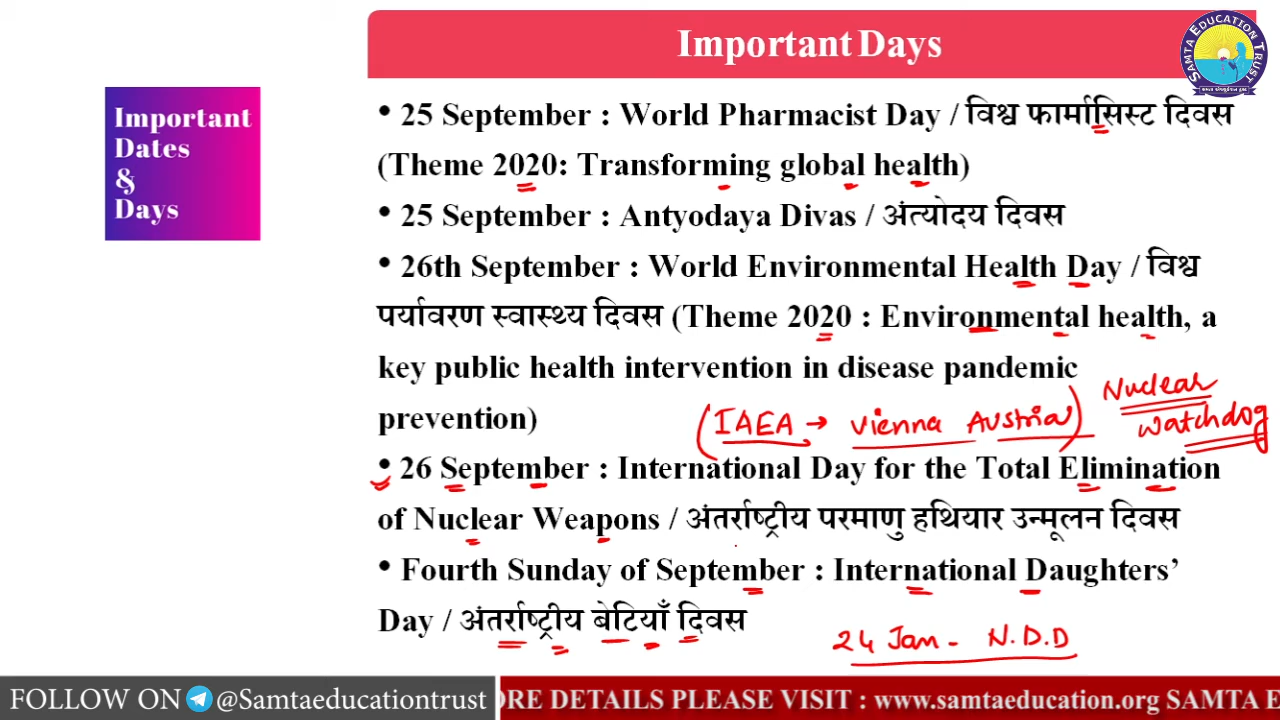 Important Days
SAMTA EDUCATION TRUST
Important
Dates
&
Days
• 25 September : World Pharmacist Day / विश्व फार्मासिस्ट दिवस
(Theme 2020: Transforming global health)
• 25 September : Antyodaya Divas / अंत्योदय दिवस
• 26th September : World Environmental Health Day / विश्व
पर्यावरण स्वास्थ्य दिवस (Theme 2020 : Environmental health, a
key public health intervention in disease pandemic
prevention)
(IAEA → Vienna Austria)
Nuclear
Watchdog
• 26 September : International Day for the Total Elimination
of Nuclear Weapons / अंतर्राष्ट्रीय परमाणु हथियार उन्मूलन दिवस
• Fourth Sunday of September : International Daughters’
Day / अंतर्राष्ट्रीय बेटियाँ दिवस
24 Jan - N.D.D
FOLLOW ON @Samtaeducationtrust
ORE DETAILS PLEASE VISIT : www.samtaeducation.org SAMTA E